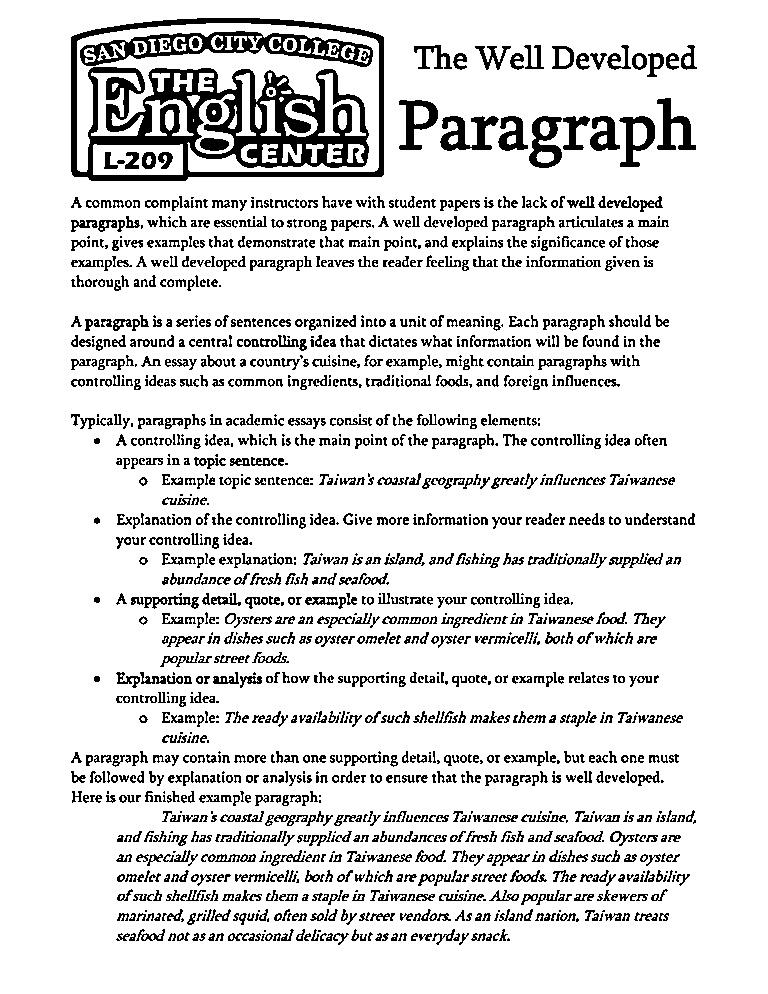 SAN DIEGO CITY COLLEGE
THE
English
CENTER
L-209
The Well Developed
Paragraph
A common complaint many instructors have with student papers is the lack of well developed
paragraphs, which are essential to strong papers. A well developed paragraph articulates a main
point, gives examples that demonstrate that main point, and explains the significance of those
examples. A well developed paragraph leaves the reader feeling that the information given is
thorough and complete.
A paragraph is a series of sentences organized into a unit of meaning. Each paragraph should be
designed around a central controlling idea that dictates what information will be found in the
paragraph. An essay about a country's cuisine, for example, might contain paragraphs with
controlling ideas such as common ingredients, traditional foods, and foreign influences.
Typically, paragraphs in academic essays consist of the following elements:
• A controlling idea, which is the main point of the paragraph. The controlling idea often
appears in a topic sentence.
o Example topic sentence: Taiwan's coastal geography greatly influences Taiwanese
cuisine.
• Explanation of the controlling idea. Give more information your reader needs to understand
your controlling idea.
o Example explanation: Taiwan is an island, and fishing has traditionally supplied an
abundance of fresh fish and seafood.
• A supporting detail, quote, or example to illustrate your controlling idea.
o Example: Oysters are an especially common ingredient in Taiwanese food. They
appear in dishes such as oyster omelet and oyster vermicelli, both of which are
popular street foods.
• Explanation or analysis of how the supporting detail, quote, or example relates to your
controlling idea.
o Example: The ready availability of such shellfish makes them a staple in Taiwanese
cuisine.
A paragraph may contain more than one supporting detail, quote, or example, but each one must
be followed by explanation or analysis in order to ensure that the paragraph is well developed.
Here is our finished example paragraph:
Taiwan's coastal geography greatly influences Taiwanese cuisine. Taiwan is an island,
and fishing has traditionally supplied an abundances of fresh fish and seafood. Oysters are
an especially common ingredient in Taiwanese food. They appear in dishes such as oyster
omelet and oyster vermicelli, both of which are popular street foods. The ready availability
of such shellfish makes them a staple in Taiwanese cuisine. Also popular are skewers of
marinated, grilled squid, often sold by street vendors. As an island nation, Taiwan treats
seafood not as an occasional delicacy but as an everyday snack.